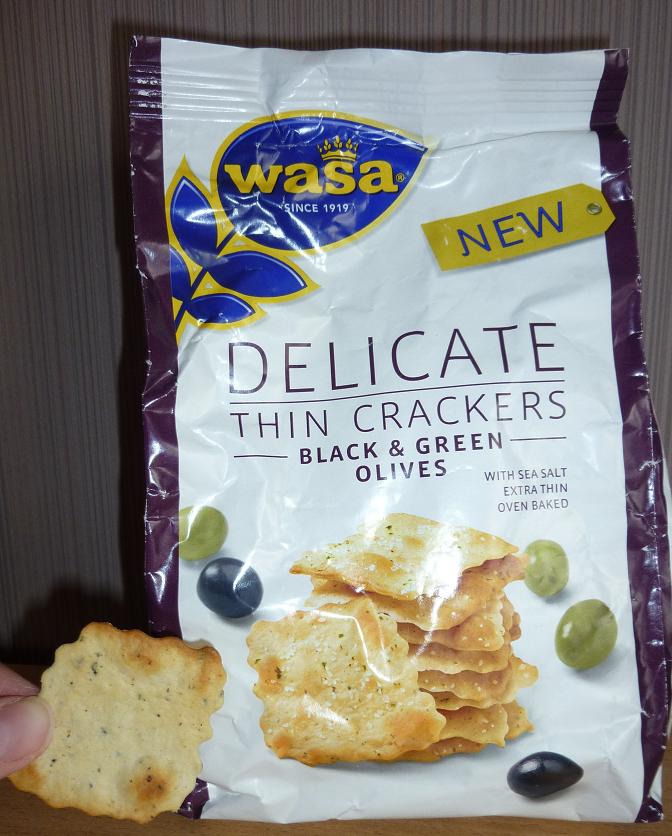 wasa®
SINCE 1919
NEW
DELICATE
THIN CRACKERS
BLACK & GREEN
OLIVES
WITH SEA SALT
EXTRA THIN
OVEN BAKED